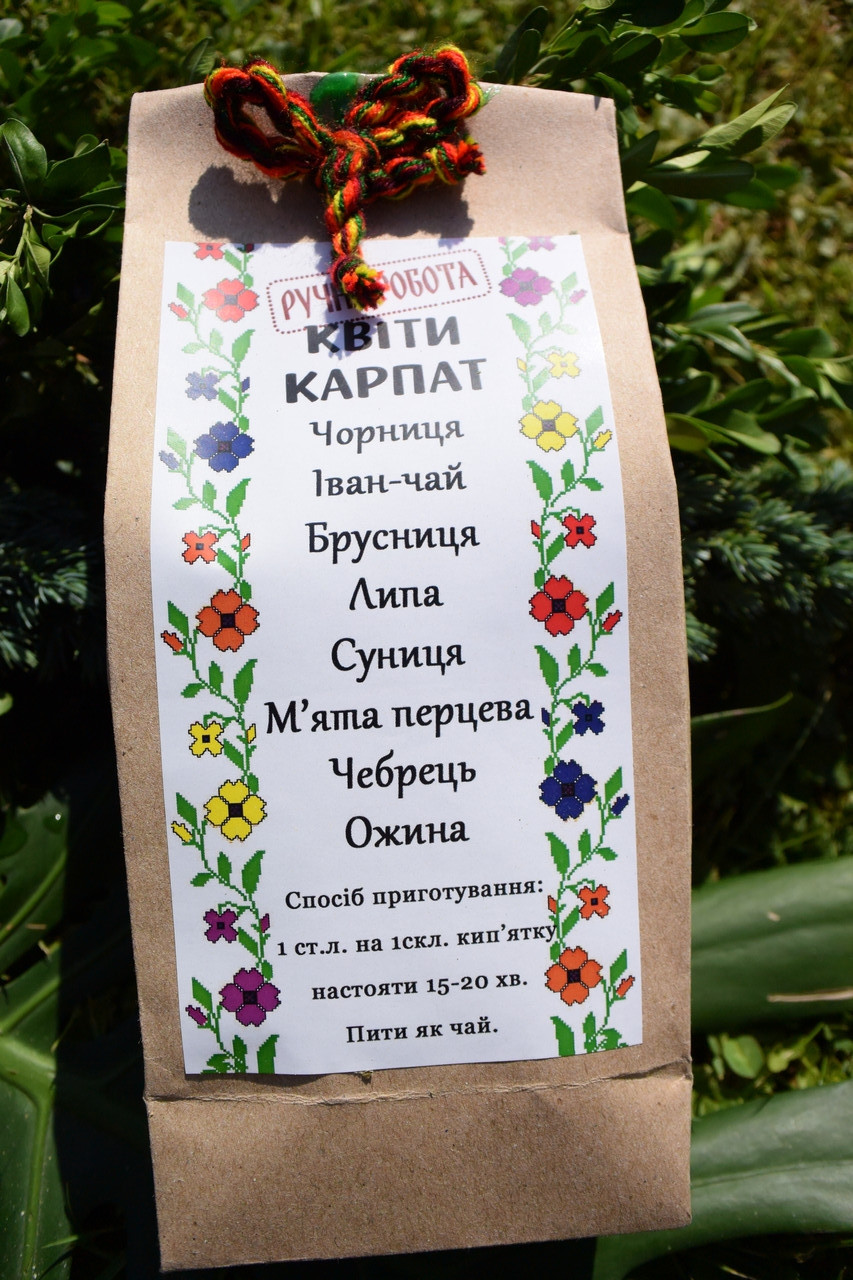 РОБОТА
КВІТИ
КАРПАТ
Чорниця
Іван-чай
Брусниця
Липа
Суниця
М'ята перцева
Чебрець
Ожина
Спосіб приготування:
1 ст.л. на 1скл. кип'ятку
настояти 15-20 хв.
Пити як чай.